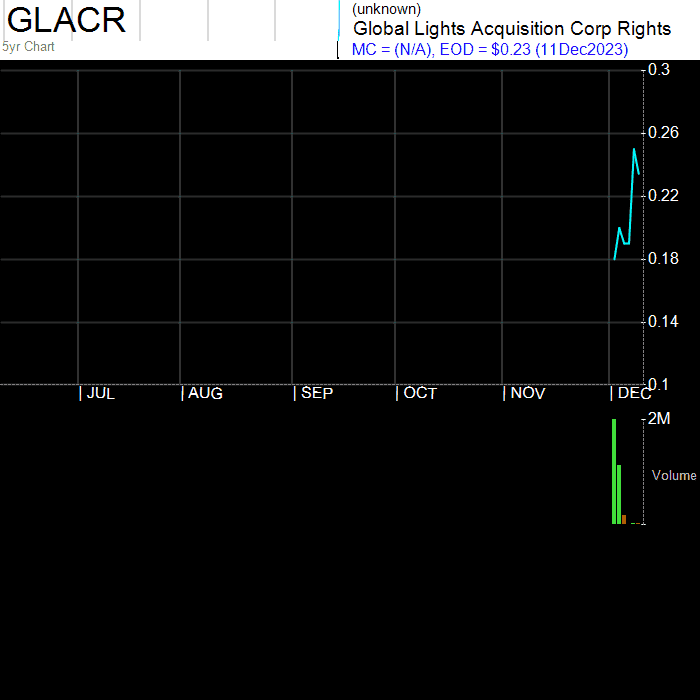 GLACR
5yr Chart
(unknown)
Global Lights Acquisition Corp Rights
MC = (N/A), EOD = $0.23 (11Dec2023)
0.3
0.26
0.22
0.18
0.14
0.1
| JUL | AUG | SEP | OCT | NOV | DEC
2M
Volume